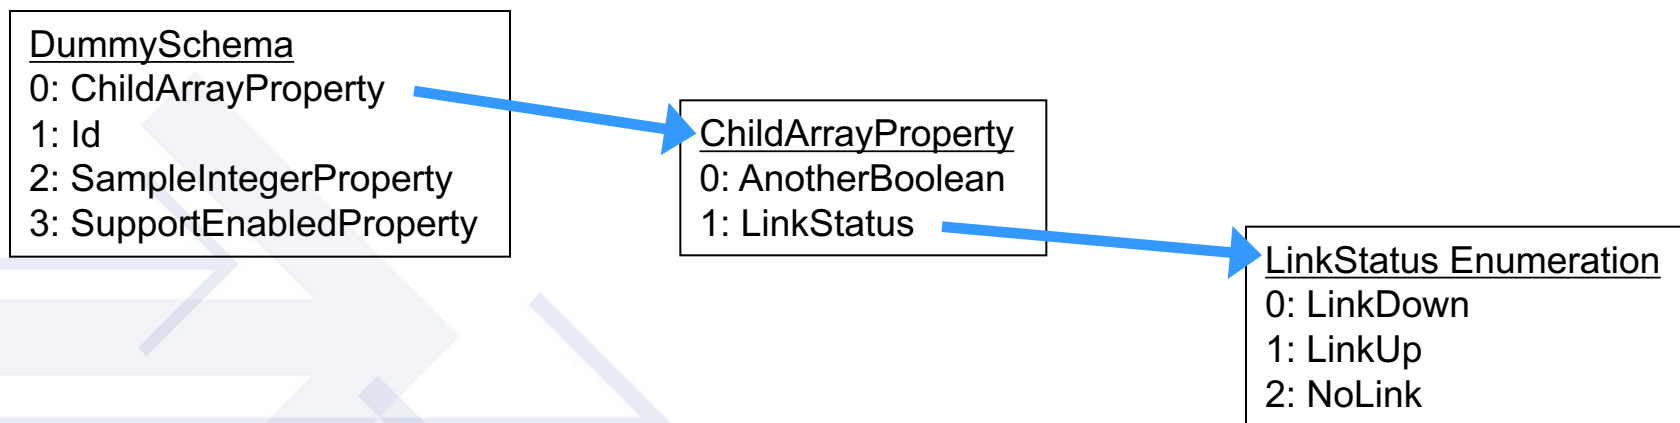 DummySchema
0: ChildArrayProperty
1: Id
2: SampleIntegerProperty
3: SupportEnabledProperty
ChildArrayProperty
0: AnotherBoolean
1: LinkStatus
LinkStatus Enumeration
0: LinkDown
1: LinkUp
2: NoLink